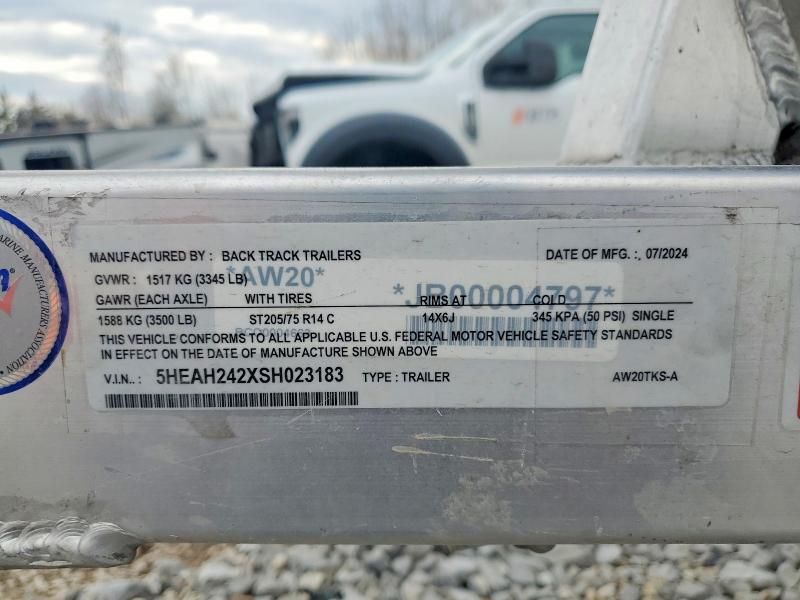 MANUFACTURED BY : BACK TRACK TRAILERS
DATE OF MFG. : 07/2024
GVWR : 1517 KG (3345 LB)
*AW20*
*JB00004797*
GAWR (EACH AXLE) WITH TIRES RIMS AT COLD
1588 KG (3500 LB) ST205/75 R14 C 14X6J 345 KPA (50 PSI) SINGLE
THIS VEHICLE CONFORMS TO ALL APPLICABLE U.S. FEDERAL MOTOR VEHICLE SAFETY STANDARDS
IN EFFECT ON THE DATE OF MANUFACTURE SHOWN ABOVE
V.I.N.: 5HEAH242XSH023183 TYPE : TRAILER AW20TKS-A
MARINE MANUFACTURERS
ASSOCIATION